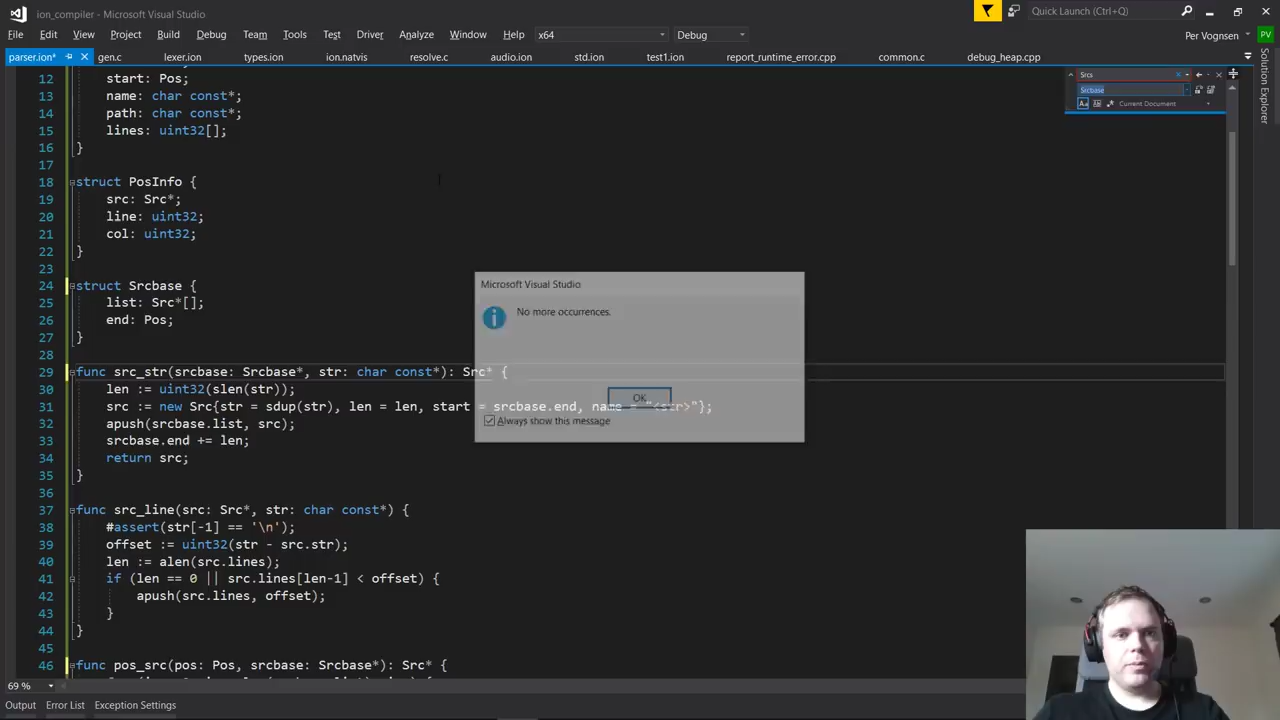 ion_compiler - Microsoft Visual Studio
Quick Launch (Ctrl+Q)
File Edit View Project Build Debug Team Tools Test Driver Analyze Window Help x64 Debug
Per Vognsen PV
parser.ion* gen.c lexer.ion types.ion ion.natvis resolve.c audio.ion std.ion test1.ion report_runtime_error.cpp common.c debug_heap.cpp
Solution Explorer
Srcs
Srcbase
Current Document
12 start: Pos;
13 name: char const*;
14 path: char const*;
15 lines: uint32[];
16 }
17
18 struct PosInfo {
19 src: Src*;
20 line: uint32;
21 col: uint32;
22 }
23
24 struct Srcbase {
25 list: Src*[];
26 end: Pos;
27 }
28
29 func src_str(srcbase: Srcbase*, str: char const*): Src* {
30 len := uint32(slen(str));
31 src := new Src{str = sdup(str), len = len, start = srcbase.end, name = "<str>"};
32 apush(srcbase.list, src);
33 srcbase.end += len;
34 return src;
35 }
36
37 func src_line(src: Src*, str: char const*) {
38 #assert(str[-1] == '\n');
39 offset := uint32(str - src.str);
40 len := alen(src.lines);
41 if (len == 0 || src.lines[len-1] < offset) {
42 apush(src.lines, offset);
43 }
44 }
45
46 func pos_src(pos: Pos, srcbase: Srcbase*): Src* {
Microsoft Visual Studio
No more occurrences.
OK
Always show this message
69 %
Output Error List Exception Settings